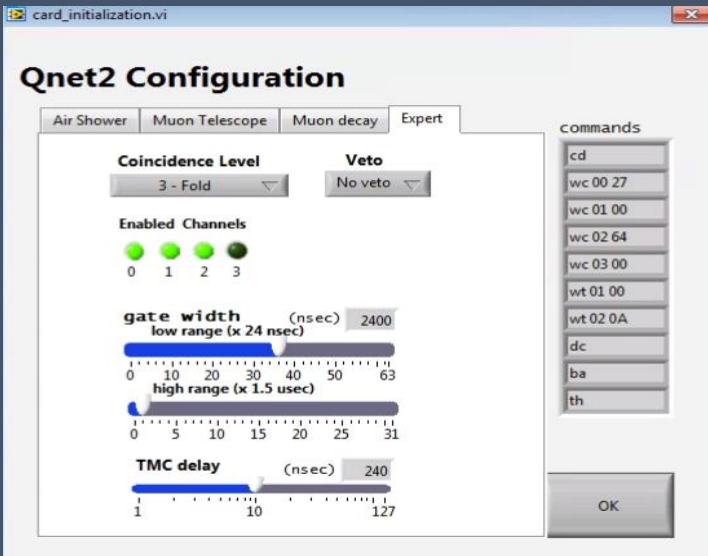 card_initialization.vi
Qnet2 Configuration
Air Shower Muon Telescope Muon decay Expert
Coincidence Level Veto
3 - Fold No veto
Enabled Channels
0 1 2 3
gate width (nsec) 2400
low range (x 24 nsec)
0 10 20 30 40 50 63
high range (x 1.5 usec)
0 5 10 15 20 25 31
TMC delay (nsec) 240
1 10 127
commands
cd
wc 00 27
wc 01 00
wc 02 64
wc 03 00
wt 01 00
wt 02 0A
dc
ba
th
OK